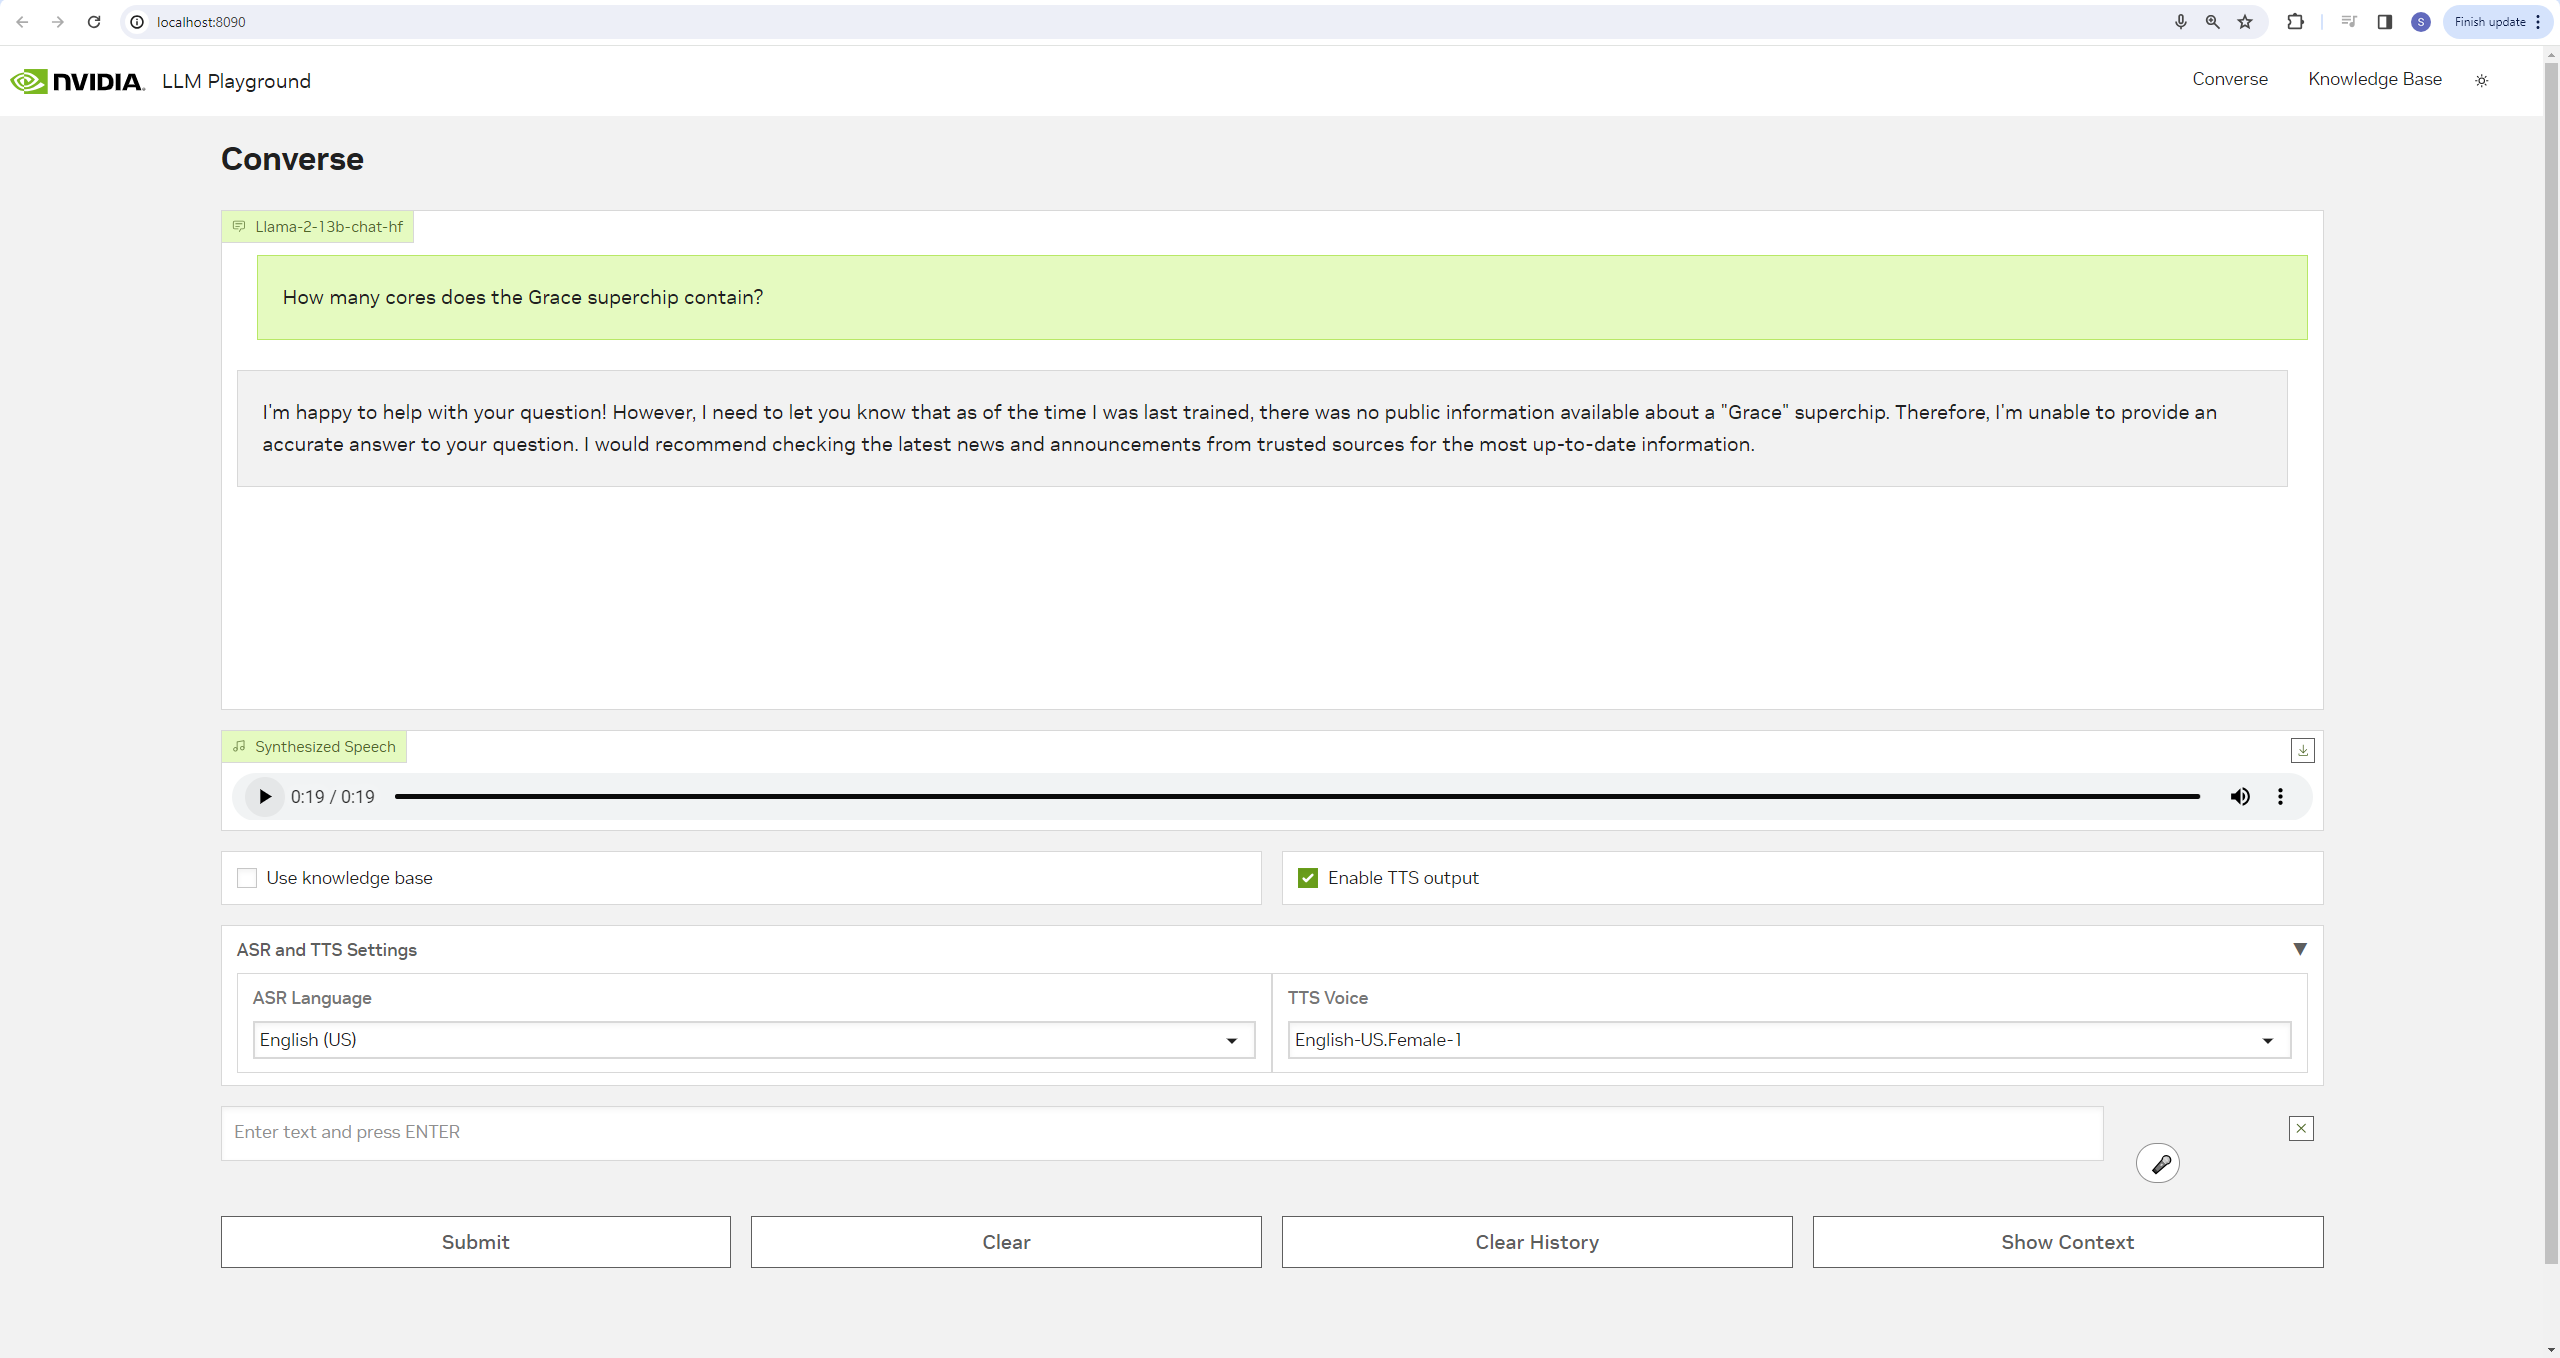 localhost:8090
S
Finish update
NVIDIA. LLM Playground
Converse
Knowledge Base
Converse
Llama-2-13b-chat-hf
How many cores does the Grace superchip contain?
I'm happy to help with your question! However, I need to let you know that as of the time I was last trained, there was no public information available about a "Grace" superchip. Therefore, I'm unable to provide an
accurate answer to your question. I would recommend checking the latest news and announcements from trusted sources for the most up-to-date information.
Synthesized Speech
0:19 / 0:19
Use knowledge base
Enable TTS output
ASR and TTS Settings
ASR Language
TTS Voice
English (US)
English-US.Female-1
Enter text and press ENTER
Submit
Clear
Clear History
Show Context